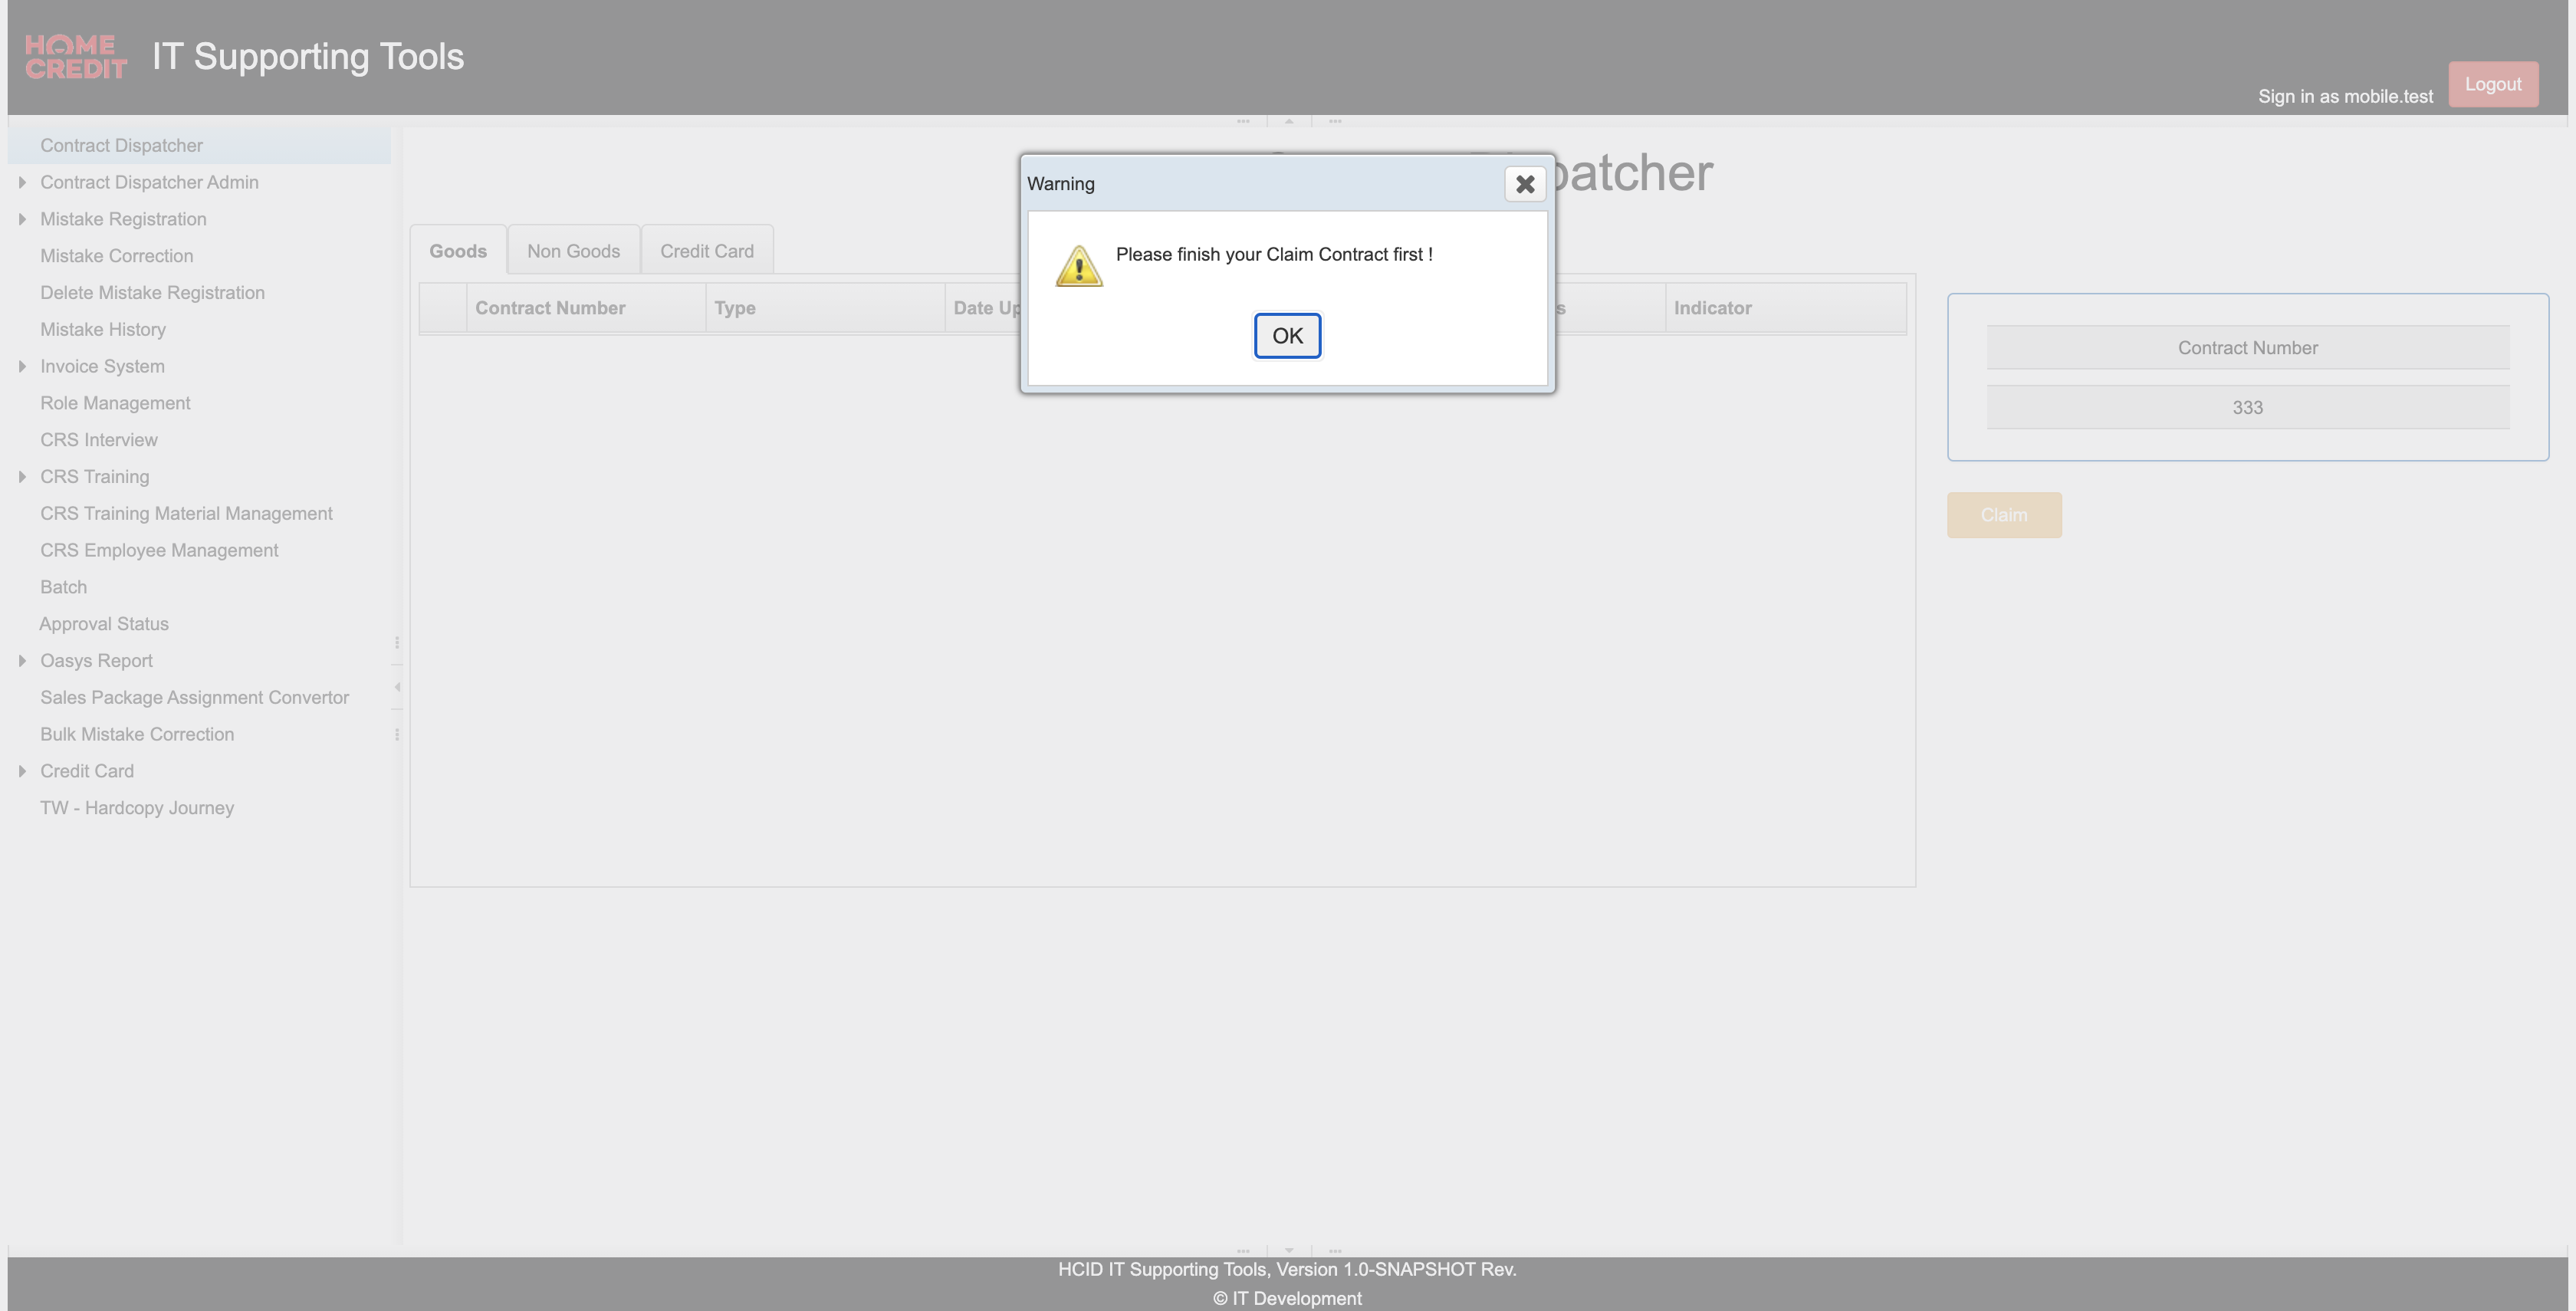 HOME
CREDIT
IT Supporting Tools
Sign in as mobile.test
Logout
Contract Dispatcher
Contract Dispatcher Admin
Mistake Registration
Mistake Correction
Delete Mistake Registration
Mistake History
Invoice System
Role Management
CRS Interview
CRS Training
CRS Training Material Management
CRS Employee Management
Batch
Approval Status
Oasys Report
Sales Package Assignment Convertor
Bulk Mistake Correction
Credit Card
TW - Hardcopy Journey
patcher
Goods Non Goods Credit Card
Contract Number Type Date Up s Indicator
Warning
Please finish your Claim Contract first !
OK
Contract Number
333
Claim
HCID IT Supporting Tools, Version 1.0-SNAPSHOT Rev.
© IT Development